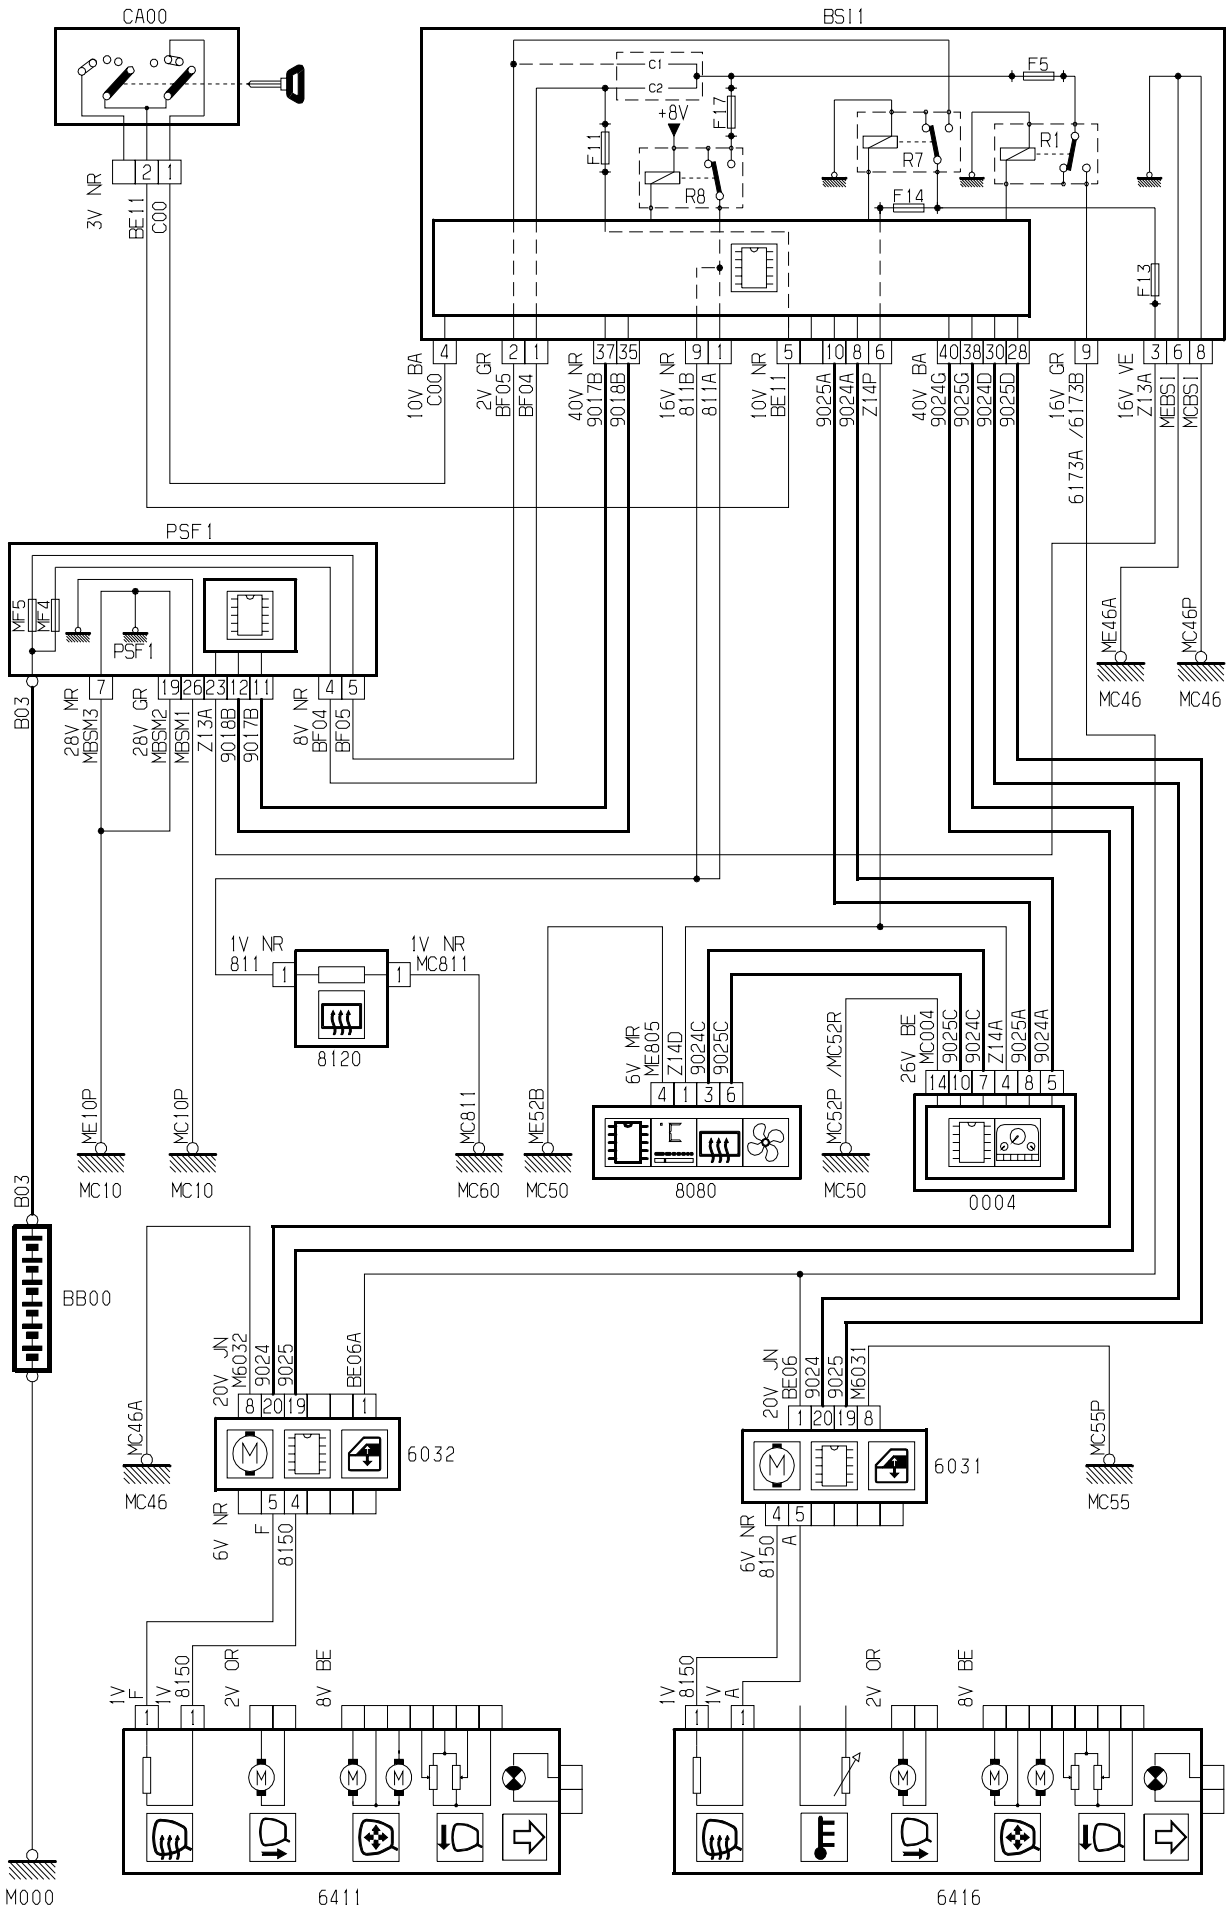 CA00
BSI1
C1
C2
F5
+8V
F17
F11
R8
R7
R1
F14
F13
2 1
3V NR
BE11
C00
4 2 1 37 35 9 1 5 10 8 6 40 38 30 28 9 3 6 8
10V BA
C00
2V GR
BF05
BF04
40V NR
9017B
9018B
16V NR
811B
811A
10V NR
BE11
9025A
9024A
Z14P
40V BA
9024G
9025G
9024D
9025D
16V GR
6173A /6173B
16V VE
Z13A
MEBSI
MCBSI
PSF1
MF5
MF4
PSF1
7 19 26 23 12 11 4 5
B03
28V MR
MBSM3
28V GR
MBSM2
MBSM1
Z13A
9018B
9017B
8V NR
BF04
BF05
ME46A
MC46P
MC46
MC46
1V NR
811
1
1V NR
MC811
1
8120
6V MR
ME805
Z14D
9024C
9025C
4 1 3 6
°C
8080
MC52P /MC52R
26V BE
MC004
9025C
9024C
Z14A
9025A
9024A
14 10 7 4 8 5
0004
ME10P
MC10P
MC811
ME52B
MC10
MC10
MC60
MC50
MC50
B03
BB00
20V JN
M6032
9024
9025
BE06A
8 20 19 1
M
6032
MC46A
MC46
6V NR
5 4
F
8150
20V JN
BE06
9024
9025
M6031
1 20 19 8
M
6031
MC55P
MC55
6V NR
4 5
8150
A
1V
F
1V
8150
2V OR
8V BE
1 1
M M M
6411
1V
8150
1V
A
2V OR
8V BE
1 1
M M M
6416
M000